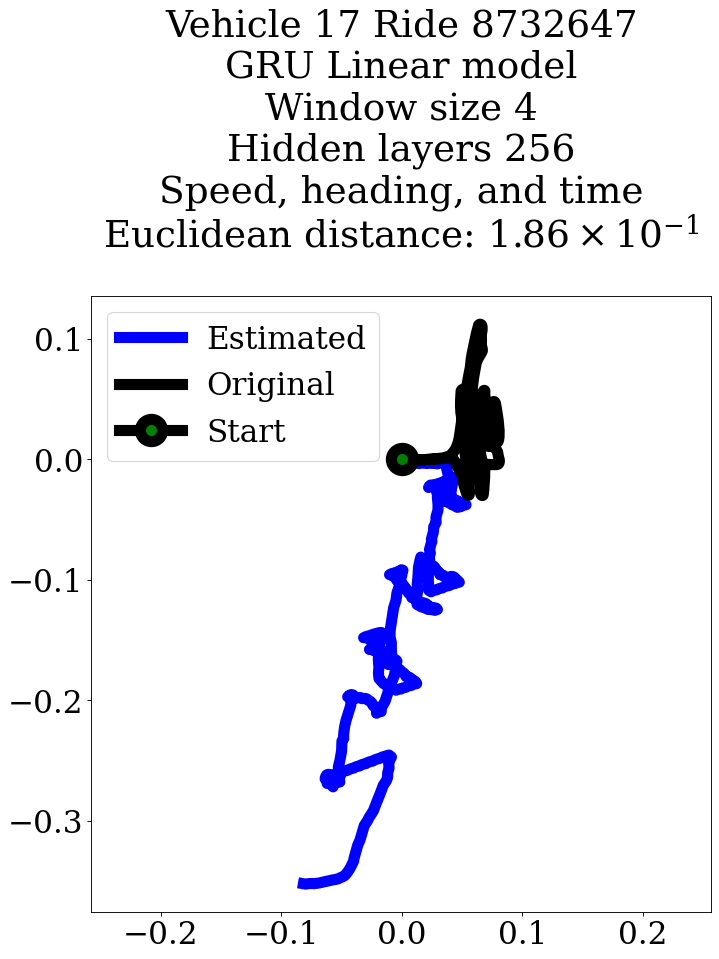 Vehicle 17 Ride 8732647
GRU Linear model
Window size 4
Hidden layers 256
Speed, heading, and time
Euclidean distance: 1.86 × 10⁻¹
Estimated
Original
Start
0.1
0.0
−0.1
−0.2
−0.3
−0.2 −0.1 0.0 0.1 0.2